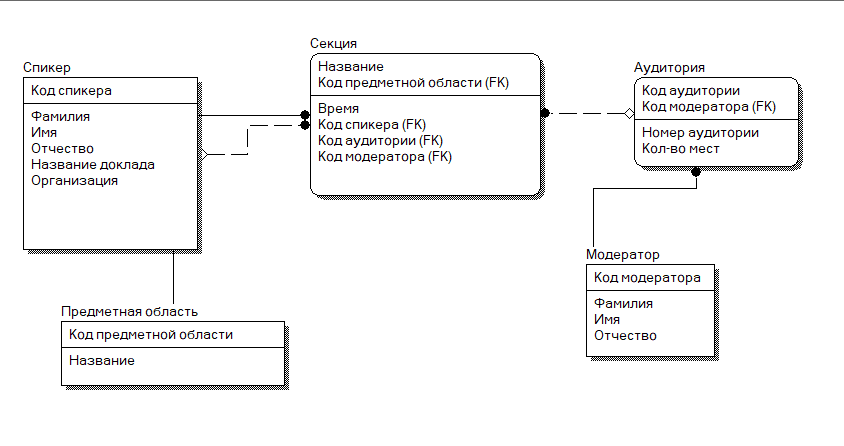 Спикер
Код спикера
Фамилия
Имя
Отчество
Название доклада
Организация
Секция
Название
Код предметной области (FK)
Время
Код спикера (FK)
Код аудитории (FK)
Код модератора (FK)
Аудитория
Код аудитории
Код модератора (FK)
Номер аудитории
Кол-во мест
Предметная область
Код предметной области
Название
Модератор
Код модератора
Фамилия
Имя
Отчество